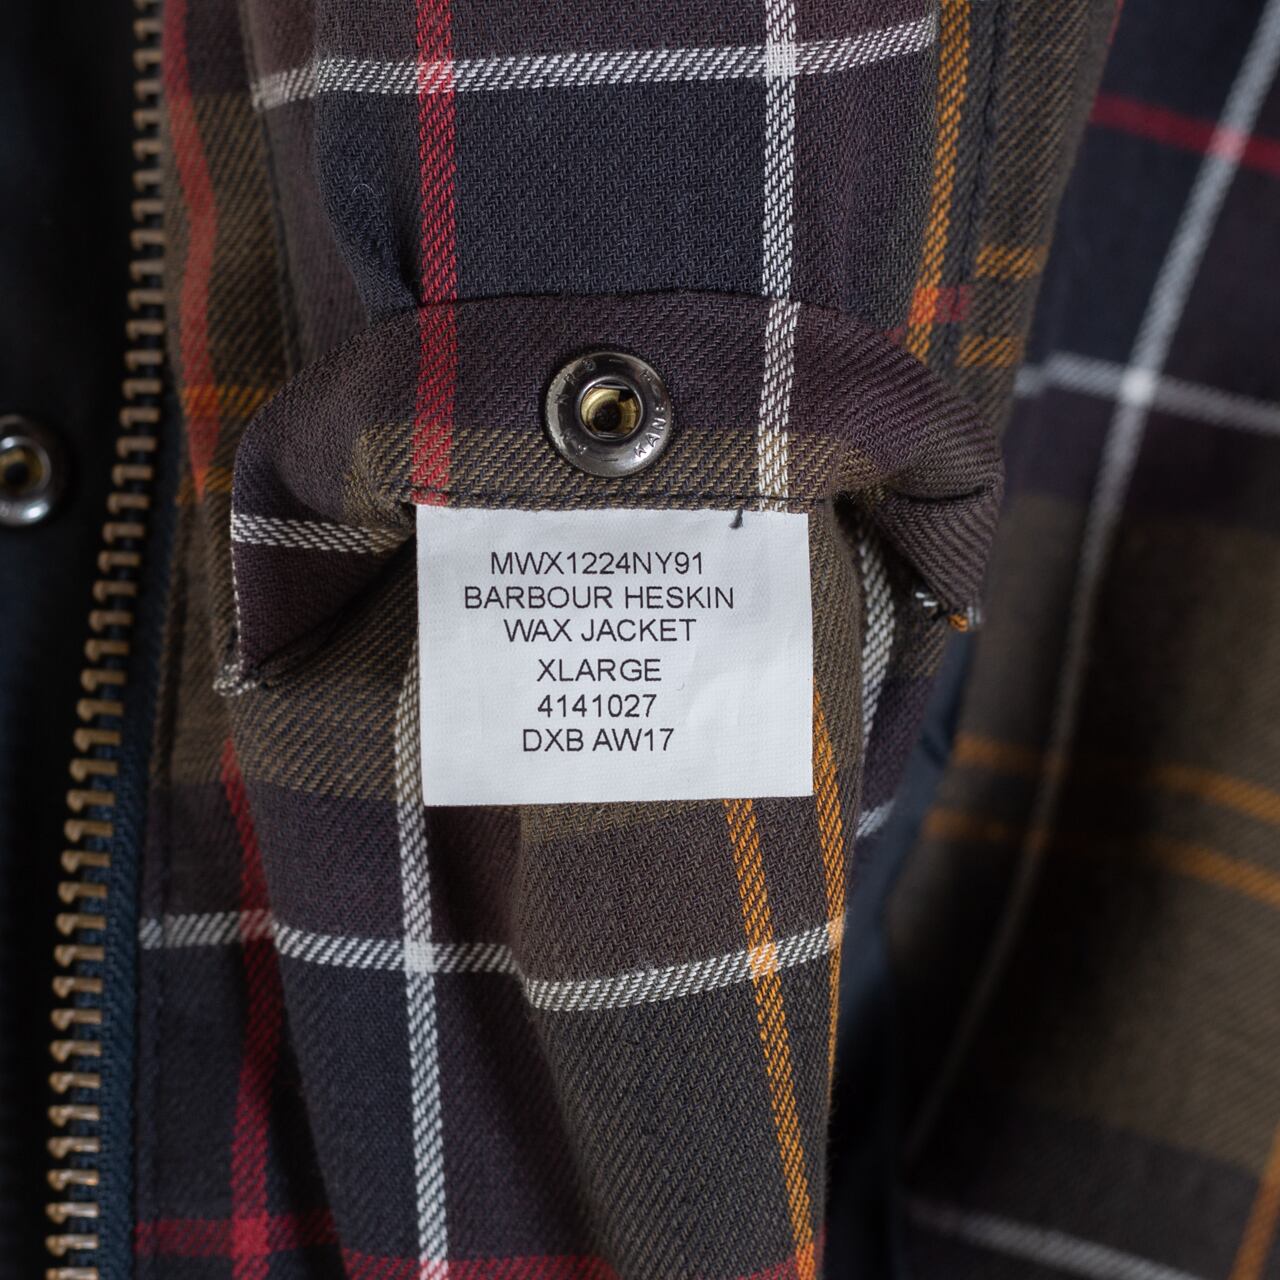 MWX1224NY91
BARBOUR HESKIN
WAX JACKET
XLARGE
4141027
DXB AW17